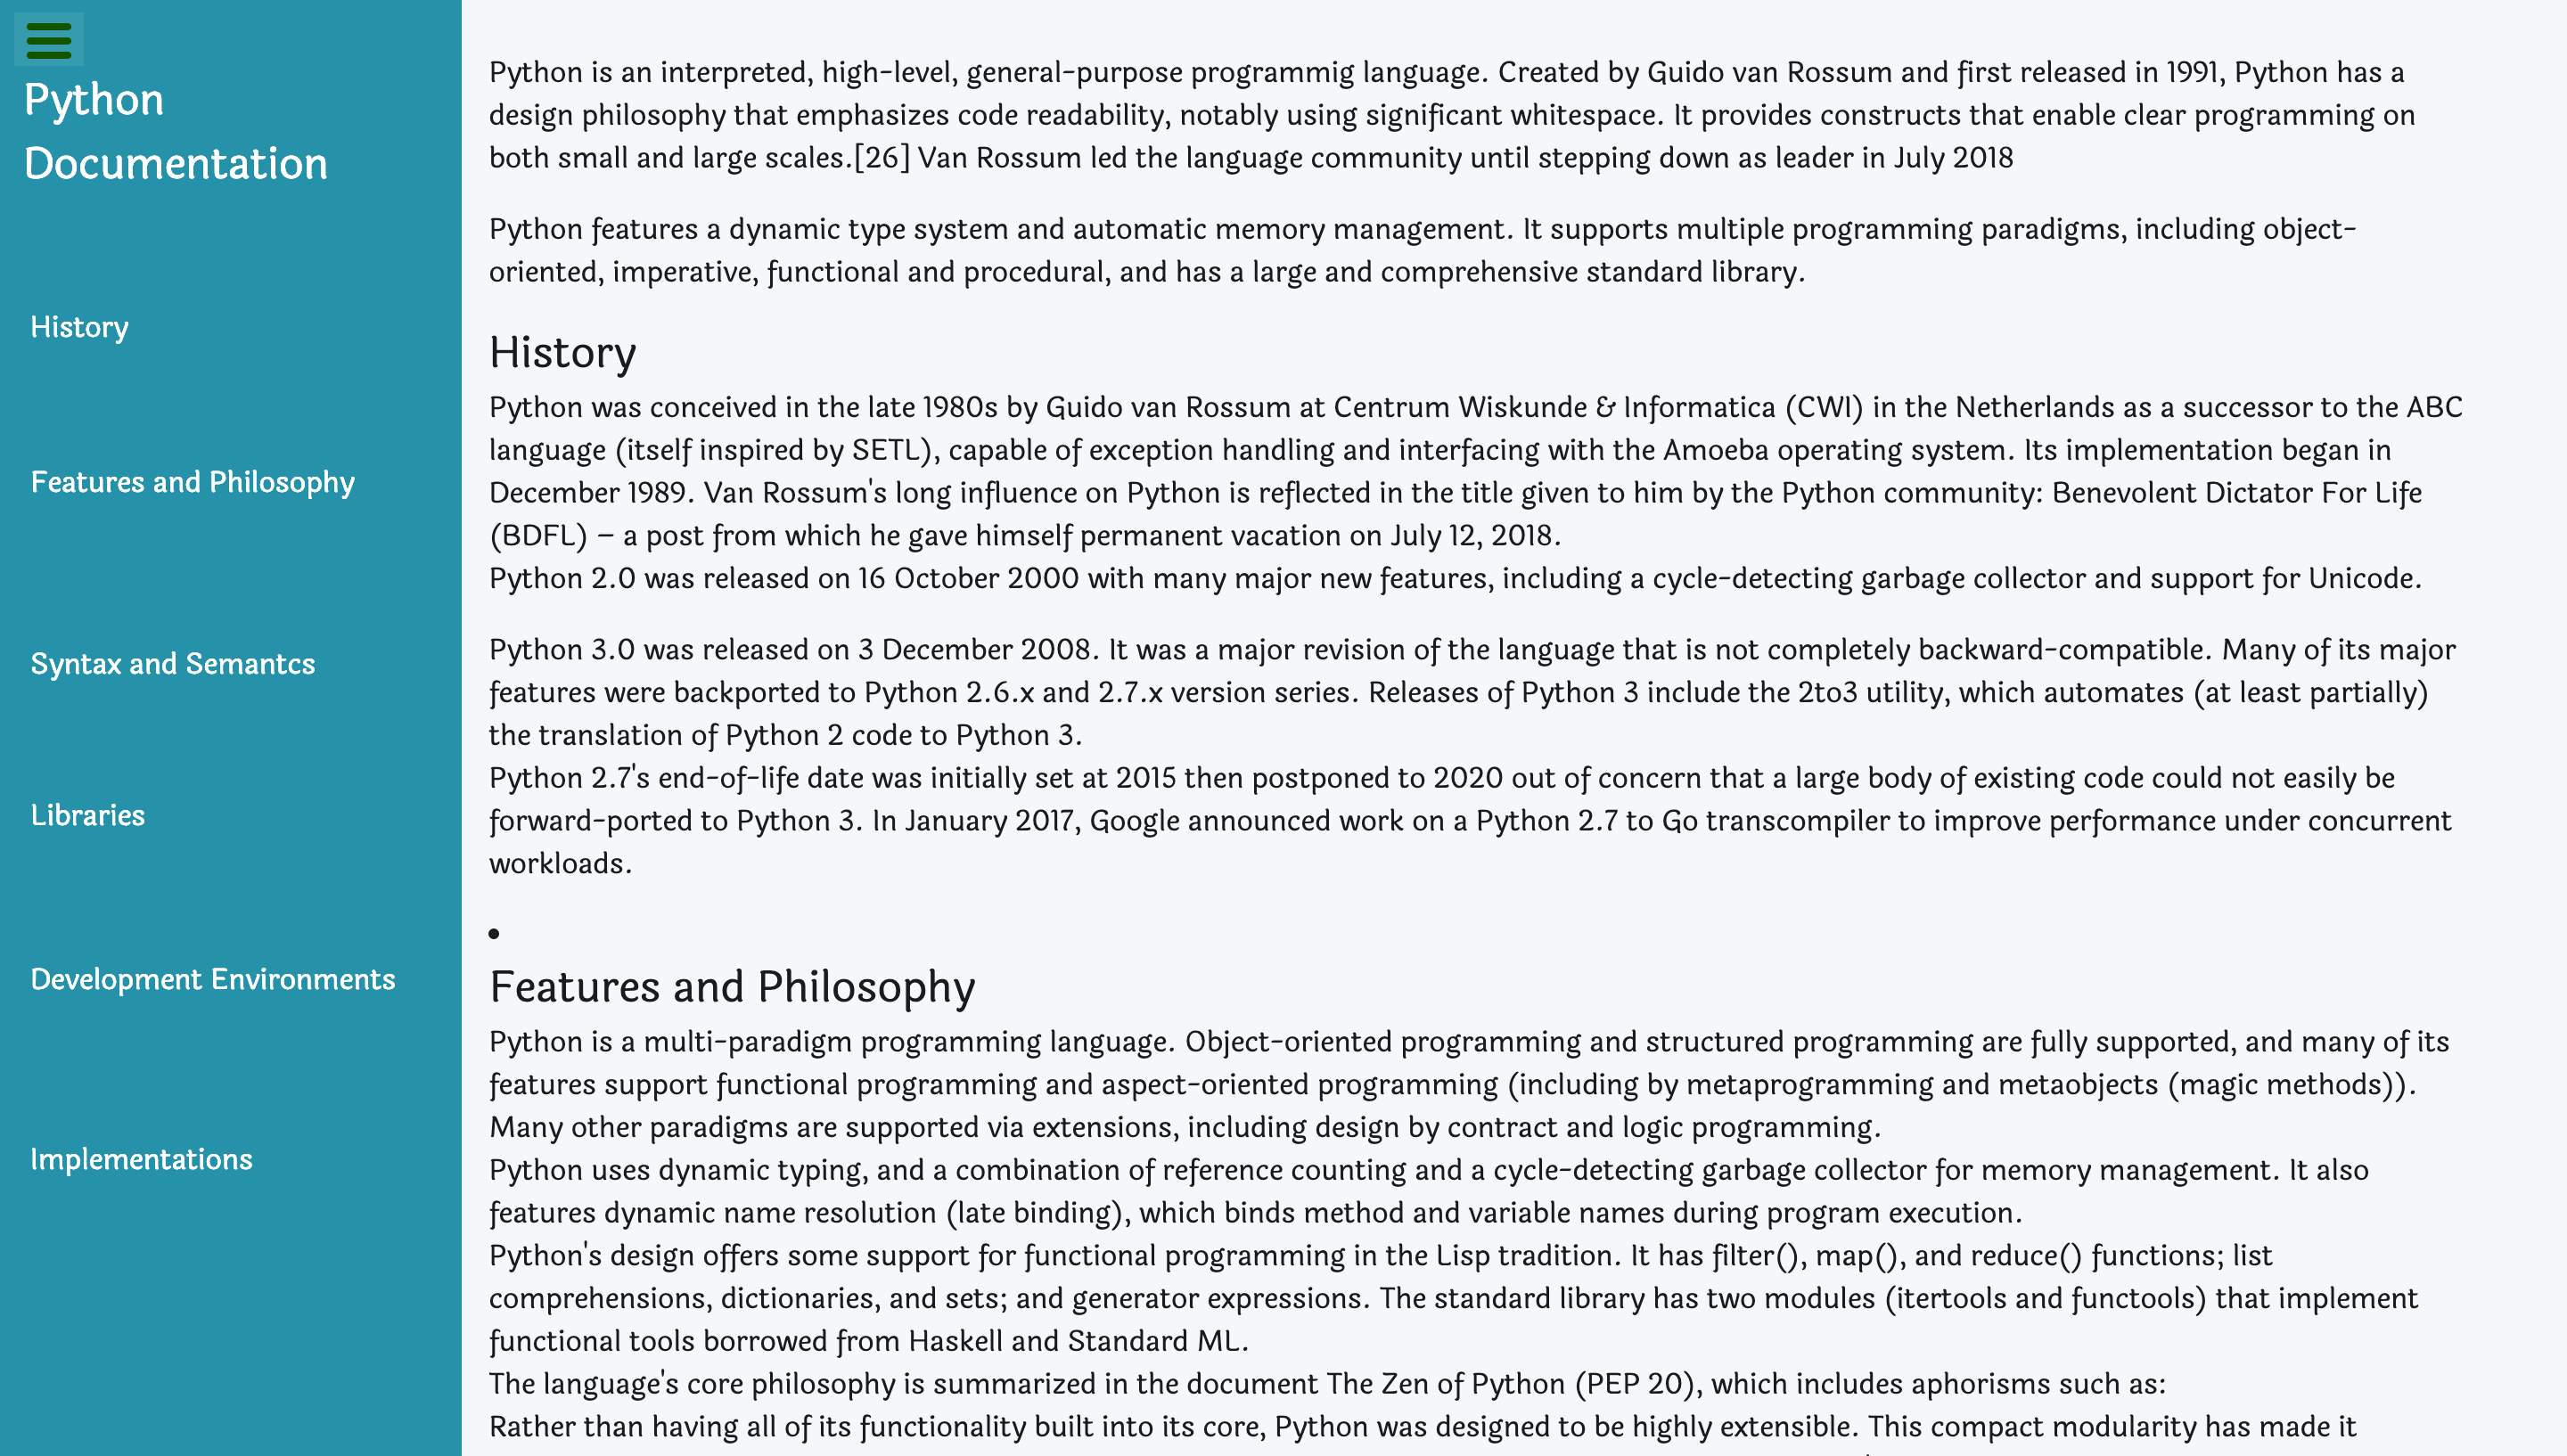 Python
Documentation
History
Features and Philosophy
Syntax and Semantcs
Libraries
Development Environments
Implementations
Python is an interpreted, high-level, general-purpose programmig language. Created by Guido van Rossum and first released in 1991, Python has a
design philosophy that emphasizes code readability, notably using significant whitespace. It provides constructs that enable clear programming on
both small and large scales.[26] Van Rossum led the language community until stepping down as leader in July 2018
Python features a dynamic type system and automatic memory management. It supports multiple programming paradigms, including object-
oriented, imperative, functional and procedural, and has a large and comprehensive standard library.
History
Python was conceived in the late 1980s by Guido van Rossum at Centrum Wiskunde & Informatica (CWI) in the Netherlands as a successor to the ABC
language (itself inspired by SETL), capable of exception handling and interfacing with the Amoeba operating system. Its implementation began in
December 1989. Van Rossum's long influence on Python is reflected in the title given to him by the Python community: Benevolent Dictator For Life
(BDFL) – a post from which he gave himself permanent vacation on July 12, 2018.
Python 2.0 was released on 16 October 2000 with many major new features, including a cycle-detecting garbage collector and support for Unicode.
Python 3.0 was released on 3 December 2008. It was a major revision of the language that is not completely backward-compatible. Many of its major
features were backported to Python 2.6.x and 2.7.x version series. Releases of Python 3 include the 2to3 utility, which automates (at least partially)
the translation of Python 2 code to Python 3.
Python 2.7's end-of-life date was initially set at 2015 then postponed to 2020 out of concern that a large body of existing code could not easily be
forward-ported to Python 3. In January 2017, Google announced work on a Python 2.7 to Go transcompiler to improve performance under concurrent
workloads.
•
Features and Philosophy
Python is a multi-paradigm programming language. Object-oriented programming and structured programming are fully supported, and many of its
features support functional programming and aspect-oriented programming (including by metaprogramming and metaobjects (magic methods)).
Many other paradigms are supported via extensions, including design by contract and logic programming.
Python uses dynamic typing, and a combination of reference counting and a cycle-detecting garbage collector for memory management. It also
features dynamic name resolution (late binding), which binds method and variable names during program execution.
Python's design offers some support for functional programming in the Lisp tradition. It has filter(), map(), and reduce() functions; list
comprehensions, dictionaries, and sets; and generator expressions. The standard library has two modules (itertools and functools) that implement
functional tools borrowed from Haskell and Standard ML.
The language's core philosophy is summarized in the document The Zen of Python (PEP 20), which includes aphorisms such as:
Rather than having all of its functionality built into its core, Python was designed to be highly extensible. This compact modularity has made it